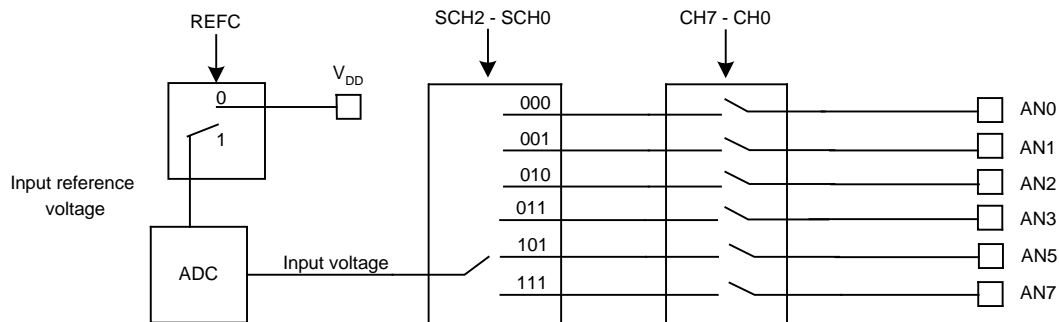 REFC
SCH2 - SCH0
CH7 - CH0
VDD
0
1
000
AN0
001
AN1
Input reference
voltage
010
AN2
011
AN3
ADC
Input voltage
101
AN5
111
AN7